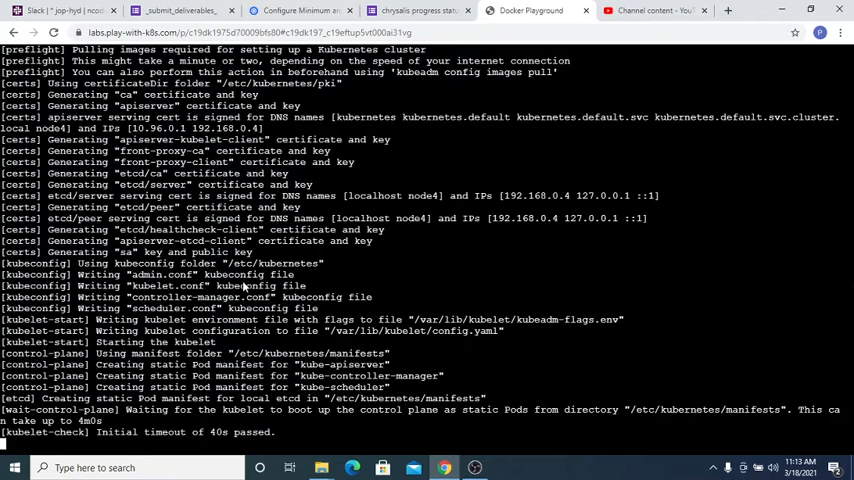 Slack | * jop-hyd | ncod
_submit_deliverables_
Configure Minimum an
chrysalis progress statu
Docker Playground
Channel content - YouT
labs.play-with-k8s.com/p/c19dk1975d70009bfs80#c19dk197_c19eftup5vt000ai31vg
P
[preflight] Pulling images required for setting up a Kubernetes cluster
[preflight] This might take a minute or two, depending on the speed of your internet connection
[preflight] You can also perform this action in beforehand using 'kubeadm config images pull'
[certs] Using certificateDir folder "/etc/kubernetes/pki"
[certs] Generating "ca" certificate and key
[certs] Generating "apiserver" certificate and key
[certs] apiserver serving cert is signed for DNS names [kubernetes kubernetes.default kubernetes.default.svc kubernetes.default.svc.cluster.
local node4] and IPs [10.96.0.1 192.168.0.4]
[certs] Generating "apiserver-kubelet-client" certificate and key
[certs] Generating "front-proxy-ca" certificate and key
[certs] Generating "front-proxy-client" certificate and key
[certs] Generating "etcd/ca" certificate and key
[certs] Generating "etcd/server" certificate and key
[certs] etcd/server serving cert is signed for DNS names [localhost node4] and IPs [192.168.0.4 127.0.0.1 ::1]
[certs] Generating "etcd/peer" certificate and key
[certs] etcd/peer serving cert is signed for DNS names [localhost node4] and IPs [192.168.0.4 127.0.0.1 ::1]
[certs] Generating "etcd/healthcheck-client" certificate and key
[certs] Generating "apiserver-etcd-client" certificate and key
[certs] Generating "sa" key and public key
[kubeconfig] Using kubeconfig folder "/etc/kubernetes"
[kubeconfig] Writing "admin.conf" kubeconfig file
[kubeconfig] Writing "kubelet.conf" kubeconfig file
[kubeconfig] Writing "controller-manager.conf" kubeconfig file
[kubeconfig] Writing "scheduler.conf" kubeconfig file
[kubelet-start] Writing kubelet environment file with flags to file "/var/lib/kubelet/kubeadm-flags.env"
[kubelet-start] Writing kubelet configuration to file "/var/lib/kubelet/config.yaml"
[kubelet-start] Starting the kubelet
[control-plane] Using manifest folder "/etc/kubernetes/manifests"
[control-plane] Creating static Pod manifest for "kube-apiserver"
[control-plane] Creating static Pod manifest for "kube-controller-manager"
[control-plane] Creating static Pod manifest for "kube-scheduler"
[etcd] Creating static Pod manifest for local etcd in "/etc/kubernetes/manifests"
[wait-control-plane] Waiting for the kubelet to boot up the control plane as static Pods from directory "/etc/kubernetes/manifests". This ca
n take up to 4m0s
[kubelet-check] Initial timeout of 40s passed.
Type here to search
11:13 AM
3/18/2021
2